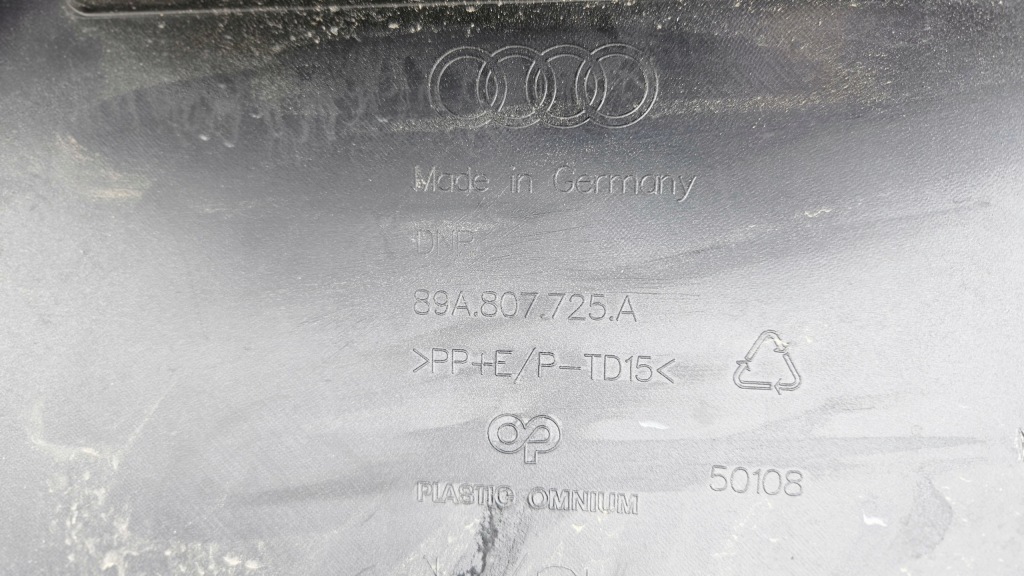 Made in Germany
DNP
89A.807.725.A
>PP+E/P-TD15<
PLASTIC OMNIUM
50108